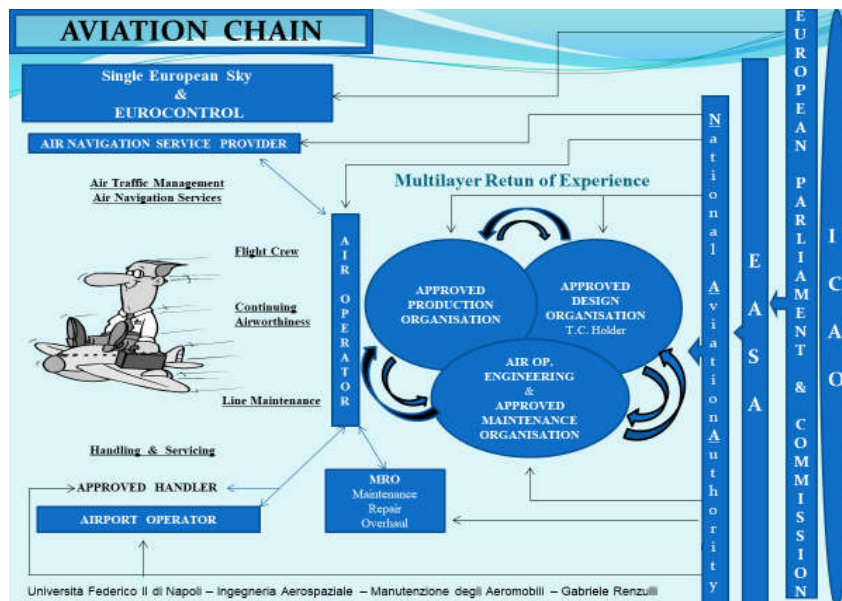 AVIATION CHAIN
Single European Sky
&
EUROCONTROL
AIR NAVIGATION SERVICE PROVIDER
Air Traffic Management
Air Navigation Services
Flight Crew
Continuing
Airworthiness
Line Maintenance
Handling & Servicing
APPROVED HANDLER
AIRPORT OPERATOR
AIR OPERATOR
MRO
Maintenance
Repair
Overhaul
Multilayer Retun of Experience
APPROVED
PRODUCTION
ORGANISATION
APPROVED
DESIGN
ORGANISATION
T.C. Holder
AIR OP.
ENGINEERING
&
APPROVED
MAINTENANCE
ORGANISATION
National Aviation Authority
EASA
EUROPEAN PARLIAMENT & COMMISSION
ICAO
Università Federico II di Napoli – Ingegneria Aerospaziale – Manutenzione degli Aeromobili – Gabriele Renzulli